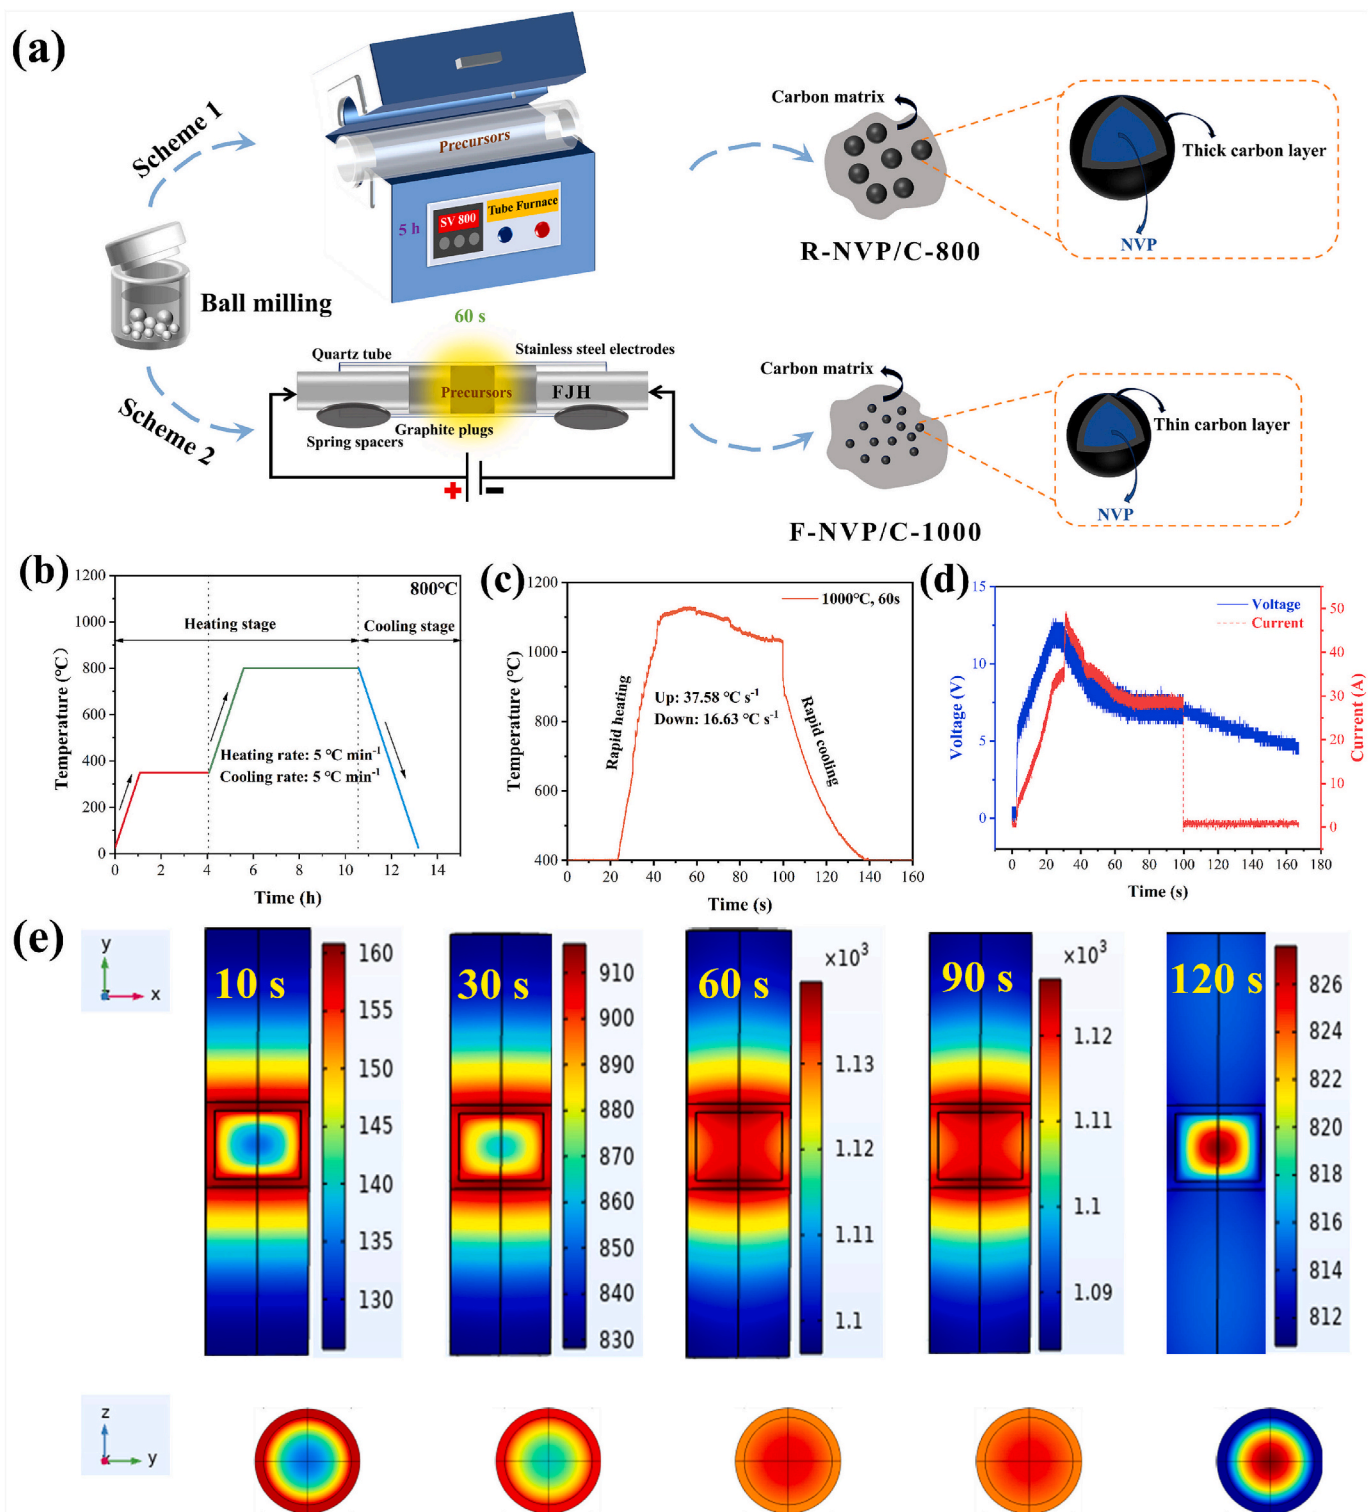 (a)
Scheme 1
Precursors
SV 800
Tube Furnace
5 h
Carbon matrix
Thick carbon layer
NVP
R-NVP/C-800
Ball milling
60 s
Quartz tube
Stainless steel electrodes
Precursors
FJH
Spring spacers
Graphite plugs
+
−
Scheme 2
Carbon matrix
Thin carbon layer
NVP
F-NVP/C-1000
(b)
1200
1000
800
600
400
200
0
Temperature (°C)
800°C
Heating stage
Cooling stage
Heating rate: 5 °C min⁻¹
Cooling rate: 5 °C min⁻¹
0 2 4 6 8 10 12 14
Time (h)
(c)
1200
1000
800
600
400
Temperature (°C)
1000°C, 60s
Rapid heating
Up: 37.58 °C s⁻¹
Down: 16.63 °C s⁻¹
Rapid cooling
0 20 40 60 80 100 120 140 160
Time (s)
(d)
15
10
5
0
Voltage (V)
Voltage
Current
50
40
30
20
10
0
Current (A)
0 20 40 60 80 100 120 140 160 180
Time (s)
(e)
y
z
x
10 s
160
155
150
145
140
135
130
30 s
910
900
890
880
870
860
850
840
830
60 s
×10³
1.13
1.12
1.11
1.1
90 s
×10³
1.12
1.11
1.1
1.09
120 s
826
824
822
820
818
816
814
812
z
x
y